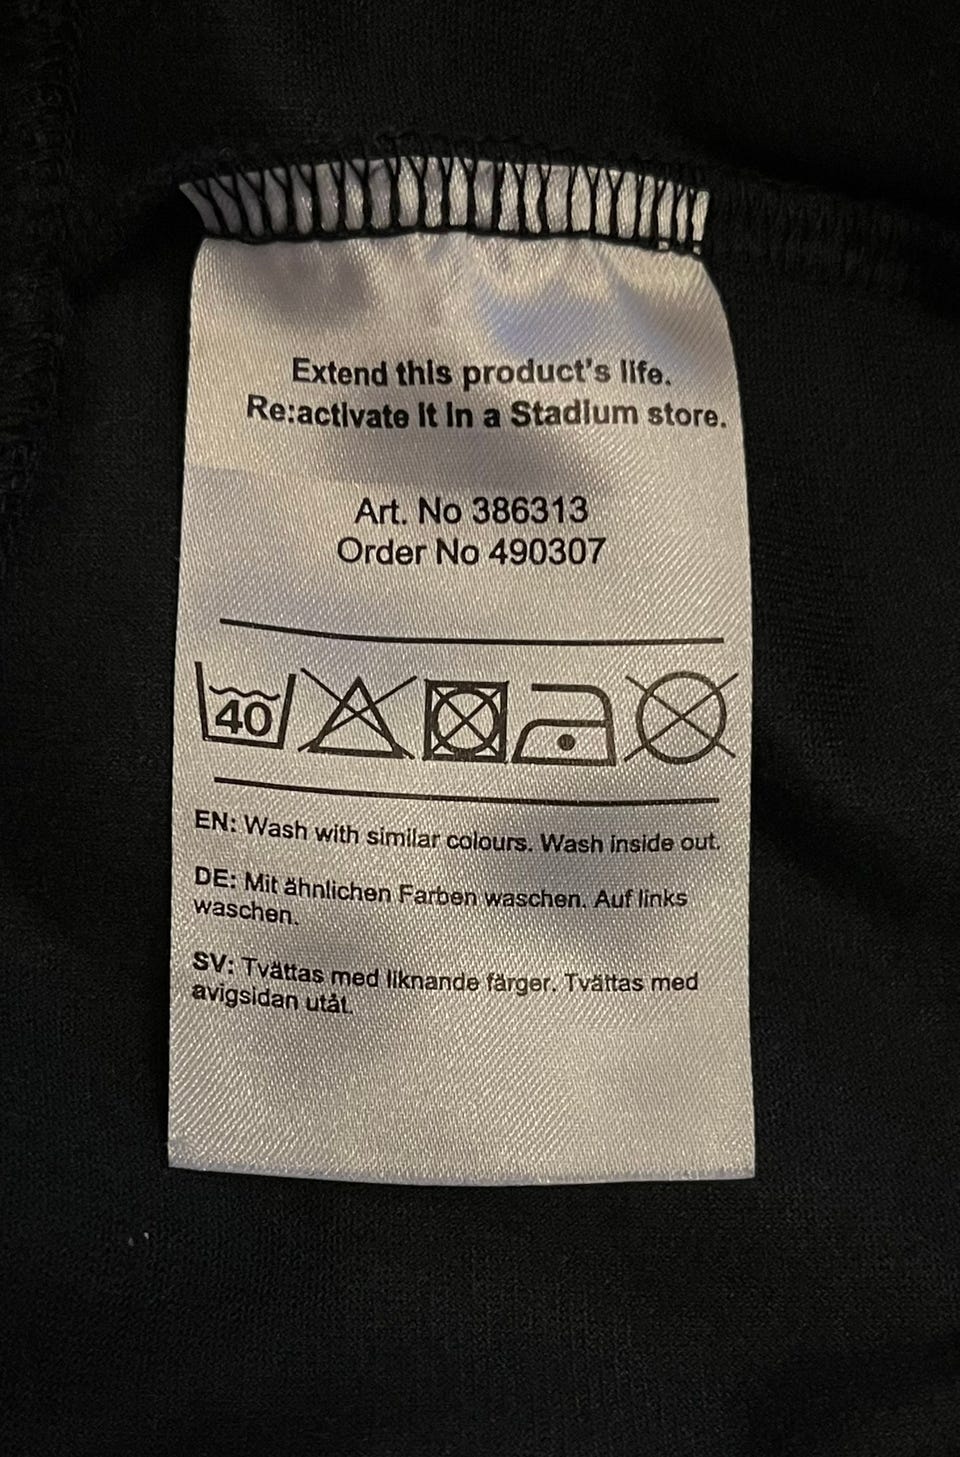 Extend this product's life.
Re:activate it in a Stadium store.
Art. No 386313
Order No 490307
40
EN: Wash with similar colours. Wash inside out.
DE: Mit ähnlichen Farben waschen. Auf links
waschen.
SV: Tvättas med liknande färger. Tvättas med
avigsidan utåt.